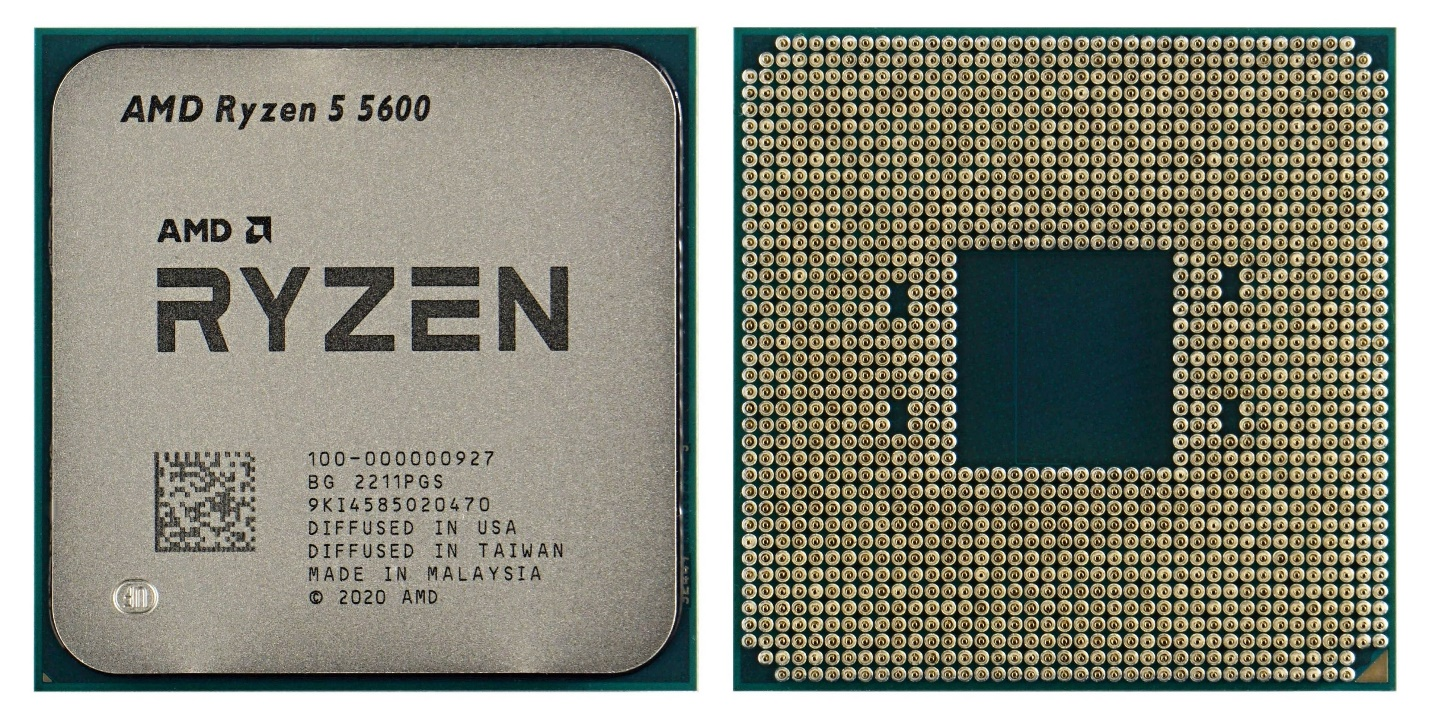 AMD Ryzen 5 5600
AMD
RYZEN
100-000000927
BG 2211PGS
9KI4585020470
DIFFUSED IN USA
DIFFUSED IN TAIWAN
MADE IN MALAYSIA
© 2020 AMD